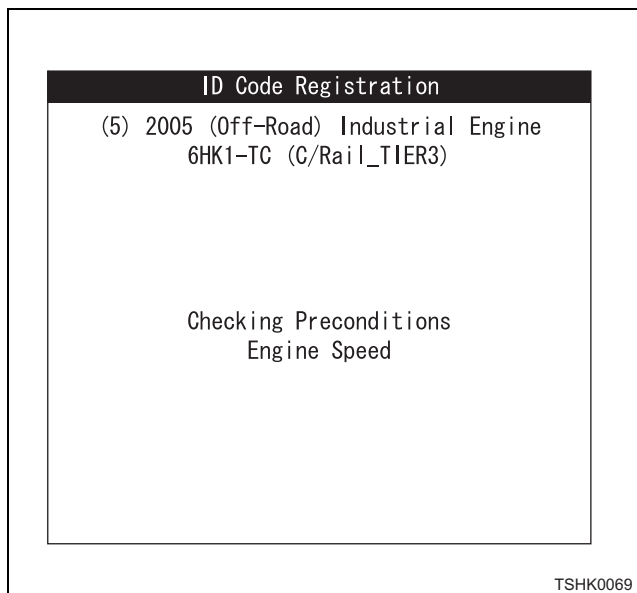 ID Code Registration
(5) 2005 (Off-Road) Industrial Engine
6HK1-TC (C/Rail_TIER3)
Checking Preconditions
Engine Speed
TSHK0069